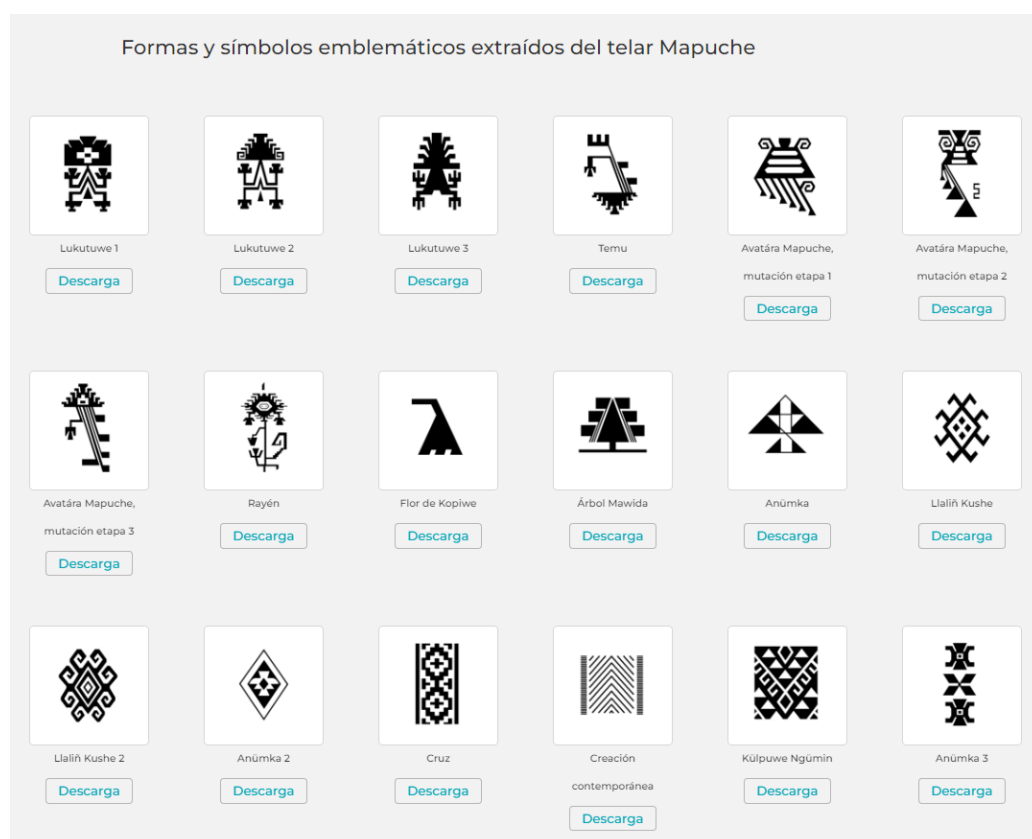 Formas y símbolos emblemáticos extraídos del telar Mapuche
Lukutuwe 1
Descarga
Lukutuwe 2
Descarga
Lukutuwe 3
Descarga
Temu
Descarga
Avatára Mapuche,
mutación etapa 1
Descarga
Avatára Mapuche,
mutación etapa 2
Descarga
Avatára Mapuche,
mutación etapa 3
Descarga
Rayén
Descarga
Flor de Kopiwe
Descarga
Árbol Mawida
Descarga
Anümka
Descarga
Llaliñ Kushe
Descarga
Llaliñ Kushe 2
Descarga
Anümka 2
Descarga
Cruz
Descarga
Creación
contemporánea
Descarga
Külpuwe Ngümin
Descarga
Anümka 3
Descarga